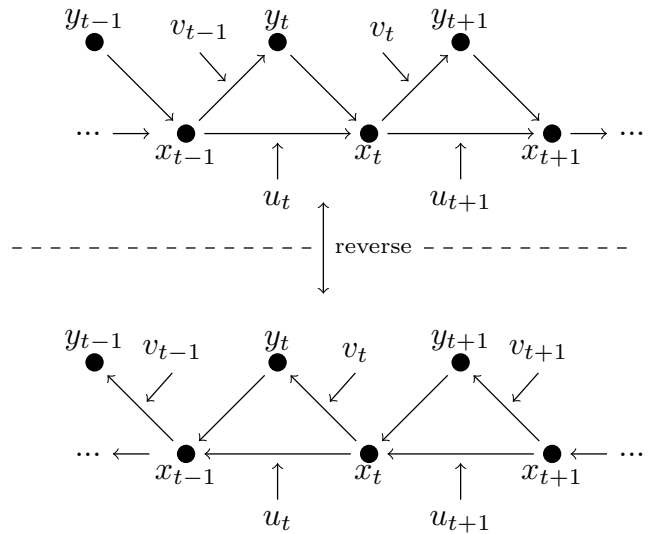 y_{t-1} v_{t-1} y_t v_t y_{t+1}
... x_{t-1} x_t x_{t+1} ...
u_t u_{t+1}
reverse
y_{t-1} v_{t-1} y_t v_t y_{t+1} v_{t+1}
... x_{t-1} x_t x_{t+1} ...
u_t u_{t+1}